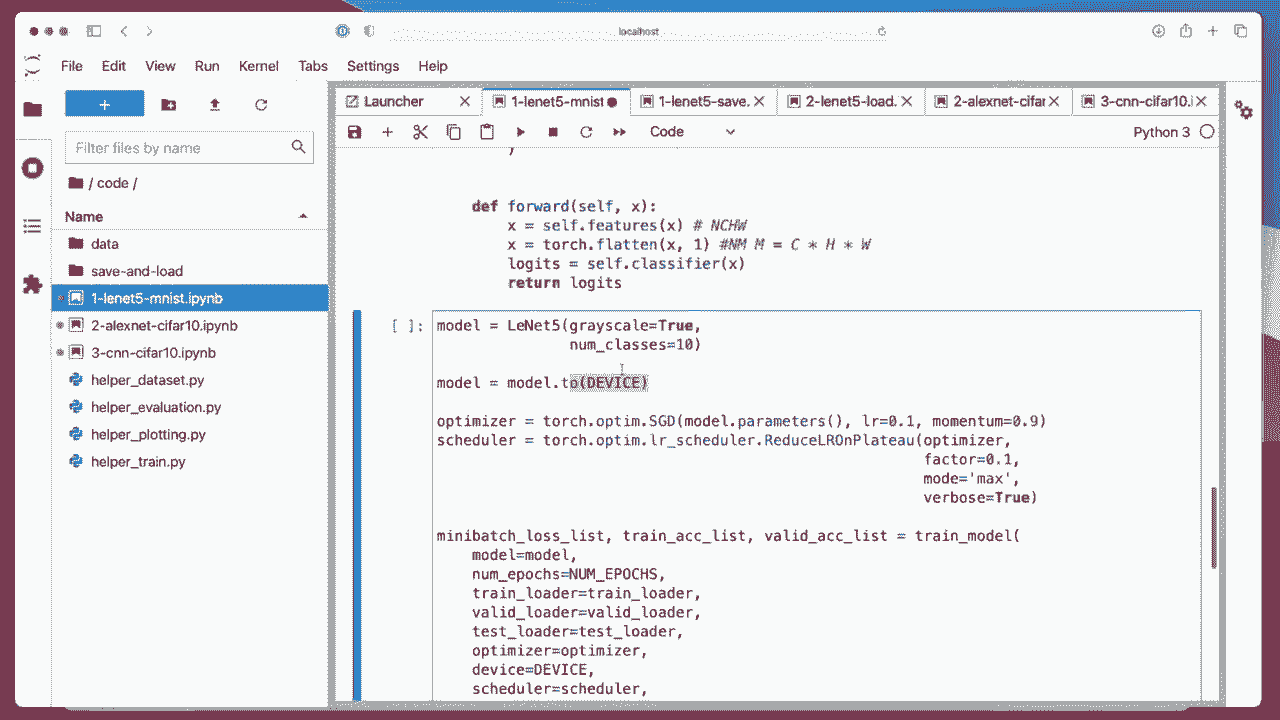 localhost
File Edit View Run Kernel Tabs Settings Help
Launcher
1-lenet5-mnist
1-lenet5-save.
2-lenet5-load.
2-alexnet-cifar
3-cnn-cifar10.
Filter files by name
Code
Python 3
/ code /
Name
data
save-and-load
1-lenet5-mnist.ipynb
2-alexnet-cifar10.ipynb
3-cnn-cifar10.ipynb
helper_dataset.py
helper_evaluation.py
helper_plotting.py
helper_train.py
)
def forward(self, x):
x = self.features(x) # NCHW
x = torch.flatten(x, 1) #NM M = C * H * W
logits = self.classifier(x)
return logits
[ ]: model = LeNet5(grayscale=True,
num_classes=10)
model = model.to(DEVICE)
optimizer = torch.optim.SGD(model.parameters(), lr=0.1, momentum=0.9)
scheduler = torch.optim.lr_scheduler.ReduceLROnPlateau(optimizer,
factor=0.1,
mode='max',
verbose=True)
minibatch_loss_list, train_acc_list, valid_acc_list = train_model(
model=model,
num_epochs=NUM_EPOCHS,
train_loader=train_loader,
valid_loader=valid_loader,
test_loader=test_loader,
optimizer=optimizer,
device=DEVICE,
scheduler=scheduler,